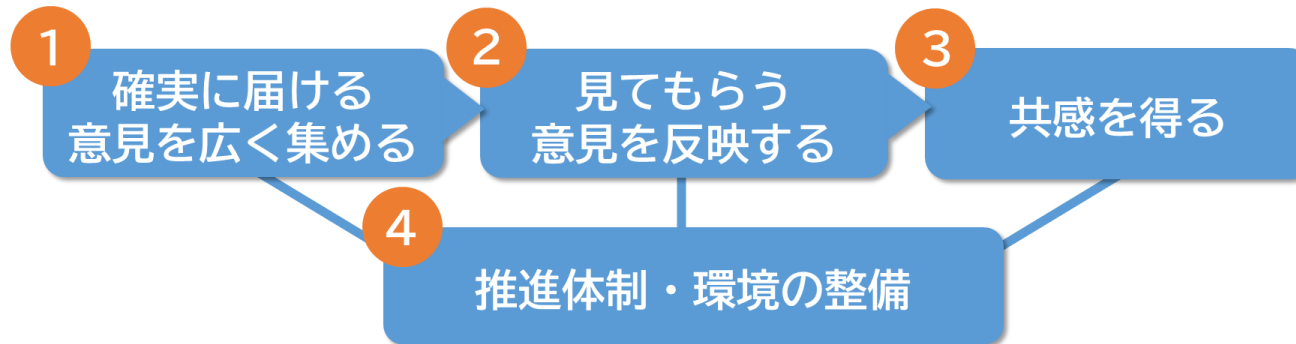 1
確実に届ける
意見を広く集める
2
見てもらう
意見を反映する
3
共感を得る
4
推進体制・環境の整備